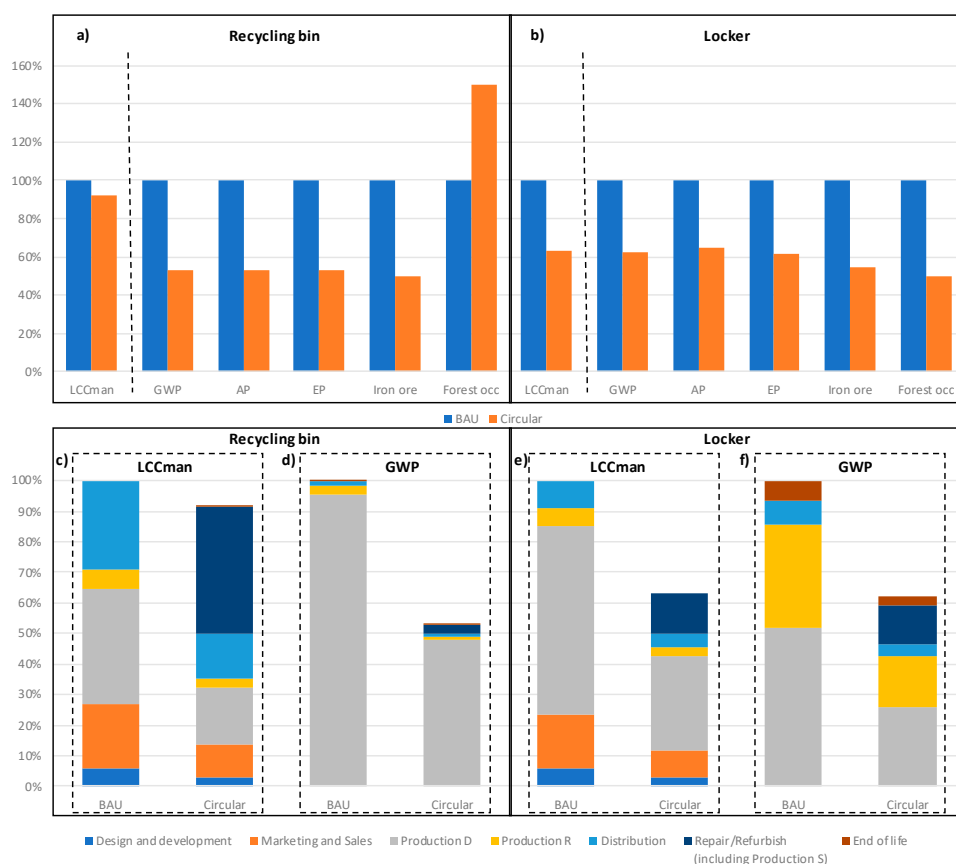 a)
Recycling bin
b)
Locker
160%
140%
120%
100%
80%
60%
40%
20%
0%
LCCman GWP AP EP Iron ore Forest occ
LCCman GWP AP EP Iron ore Forest occ
BAU Circular
Recycling bin
Locker
c) LCCman
d) GWP
e) LCCman
f) GWP
100%
90%
80%
70%
60%
50%
40%
30%
20%
10%
0%
BAU Circular BAU Circular BAU Circular BAU Circular
Design and development Marketing and Sales Production D Production R Distribution Repair/Refurbish End of life
(including Production S)